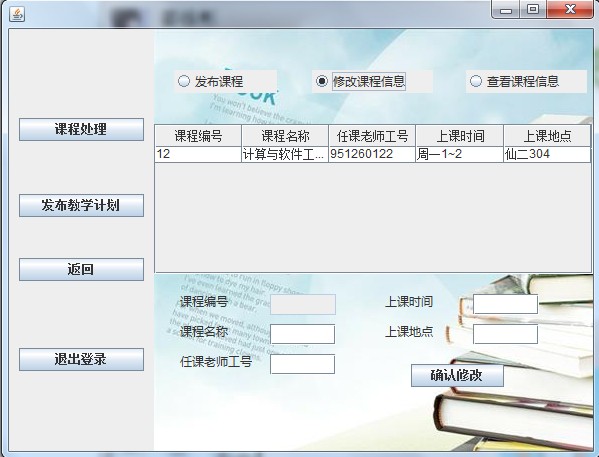 发布课程 修改课程信息 查看课程信息
课程处理
发布教学计划
返回
退出登录
课程编号 课程名称 任课老师工号 上课时间 上课地点
12 计算与软件工... 951260122 周一1~2 仙二304
课程编号 上课时间
课程名称 上课地点
任课老师工号
确认修改